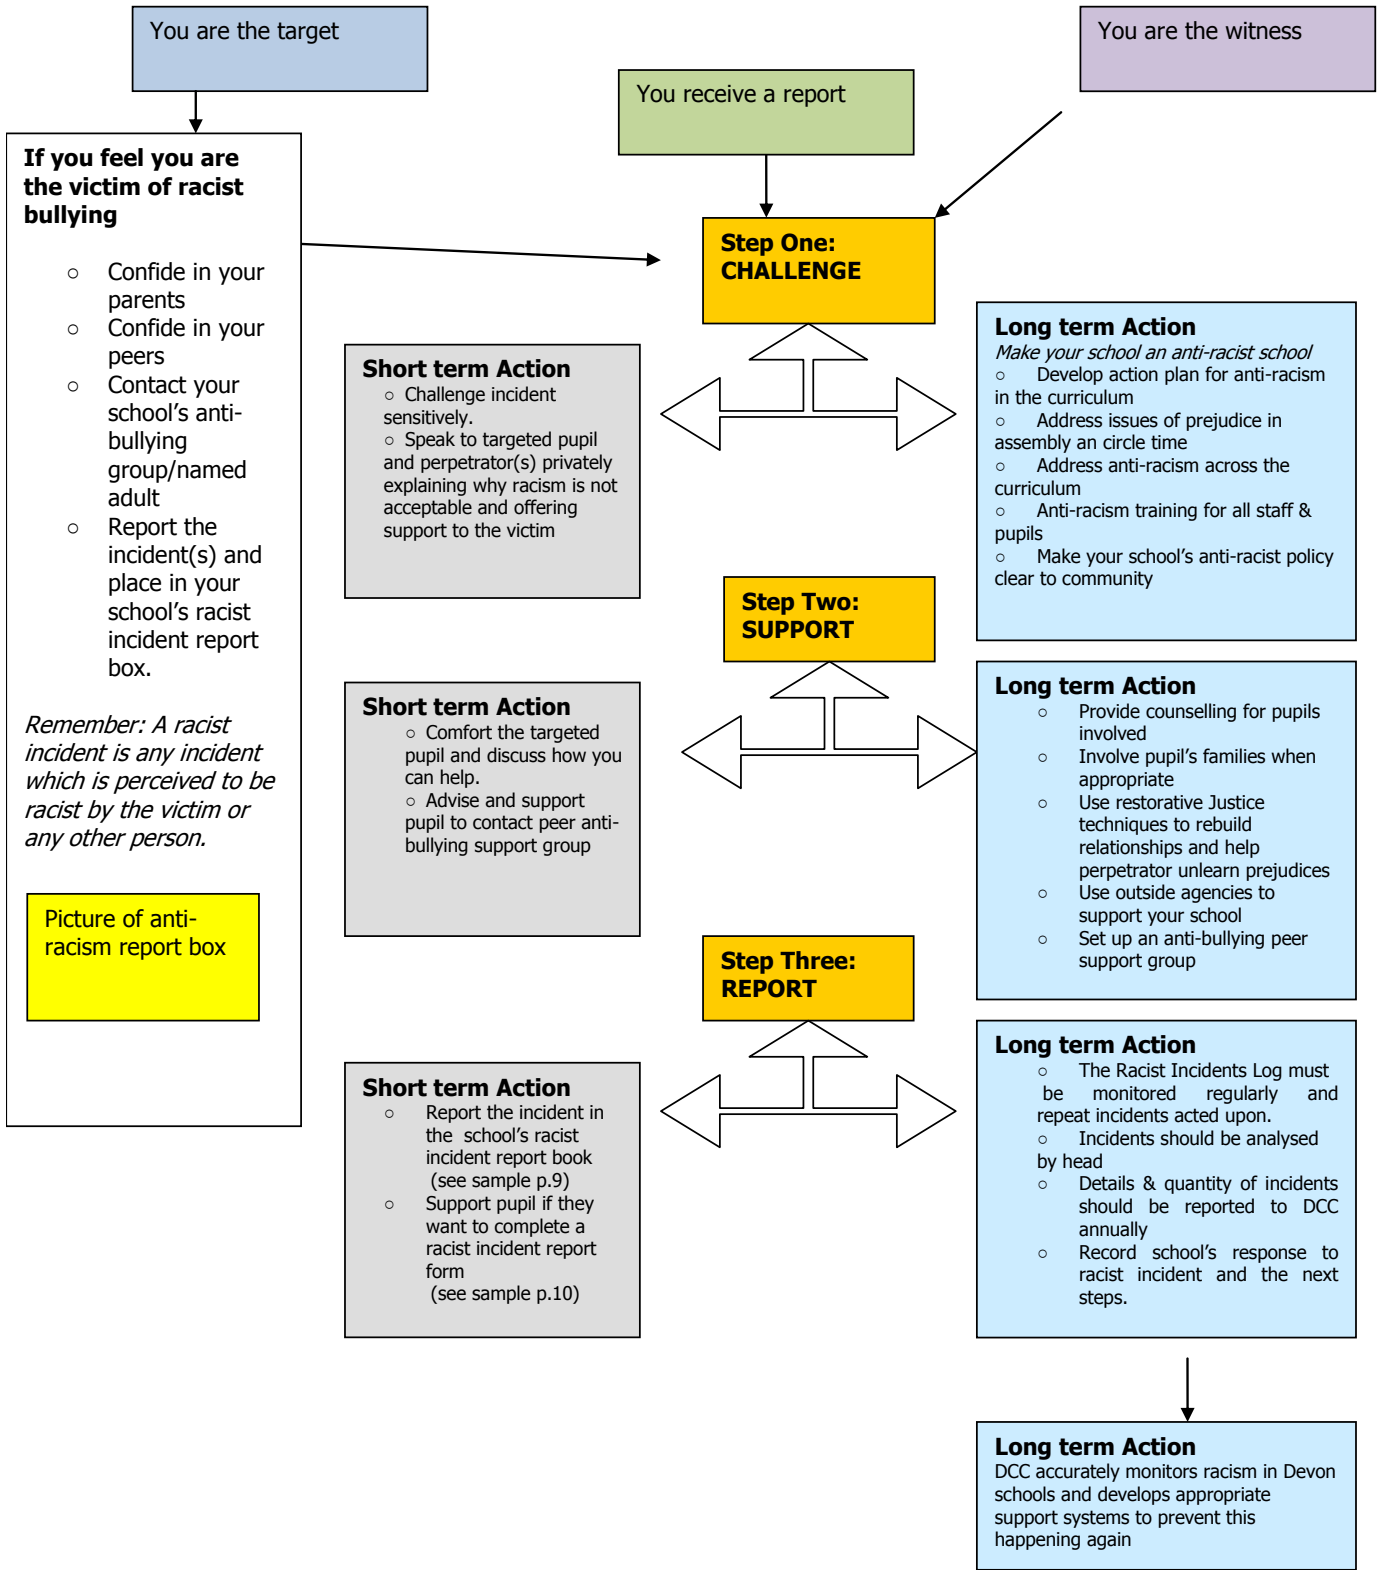 You are the target
You are the witness
You receive a report
If you feel you are
the victim of racist
bullying
○ Confide in your
parents
○ Confide in your
peers
○ Contact your
school's anti-
bullying
group/named
adult
○ Report the
incident(s) and
place in your
school's racist
incident report
box.
Remember: A racist
incident is any incident
which is perceived to be
racist by the victim or
any other person.
Picture of anti-
racism report box
Step One:
CHALLENGE
Short term Action
○ Challenge incident
sensitively.
○ Speak to targeted pupil
and perpetrator(s) privately
explaining why racism is not
acceptable and offering
support to the victim
Long term Action
Make your school an anti-racist school
○ Develop action plan for anti-racism
in the curriculum
○ Address issues of prejudice in
assembly an circle time
○ Address anti-racism across the
curriculum
○ Anti-racism training for all staff &
pupils
○ Make your school's anti-racist policy
clear to community
Step Two:
SUPPORT
Short term Action
○ Comfort the targeted
pupil and discuss how you
can help.
○ Advise and support
pupil to contact peer anti-
bullying support group
Long term Action
○ Provide counselling for pupils
involved
○ Involve pupil's families when
appropriate
○ Use restorative Justice
techniques to rebuild
relationships and help
perpetrator unlearn prejudices
○ Use outside agencies to
support your school
○ Set up an anti-bullying peer
support group
Step Three:
REPORT
Short term Action
○ Report the incident in
the school's racist
incident report book
(see sample p.9)
○ Support pupil if they
want to complete a
racist incident report
form
(see sample p.10)
Long term Action
○ The Racist Incidents Log must
be monitored regularly and
repeat incidents acted upon.
○ Incidents should be analysed
by head
○ Details & quantity of incidents
should be reported to DCC
annually
○ Record school's response to
racist incident and the next
steps.
Long term Action
DCC accurately monitors racism in Devon
schools and develops appropriate
support systems to prevent this
happening again